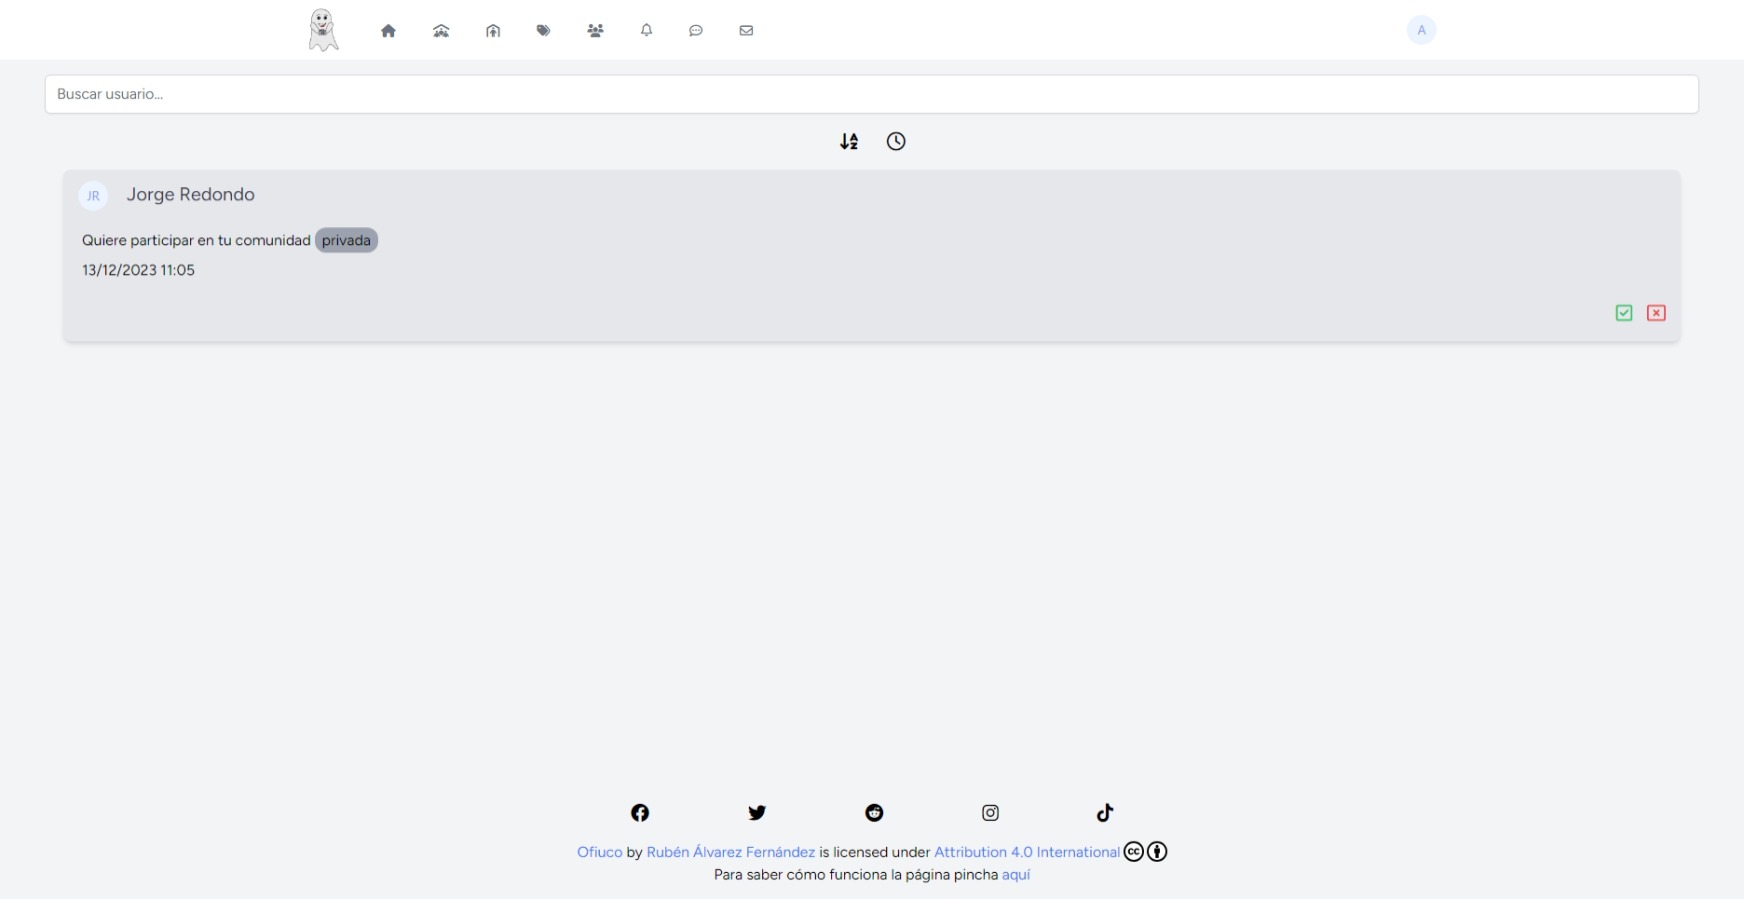 A
Buscar usuario...
JR Jorge Redondo
Quiere participar en tu comunidad privada
13/12/2023 11:05
Ofiuco by Rubén Álvarez Fernández is licensed under Attribution 4.0 International
Para saber cómo funciona la página pincha aquí